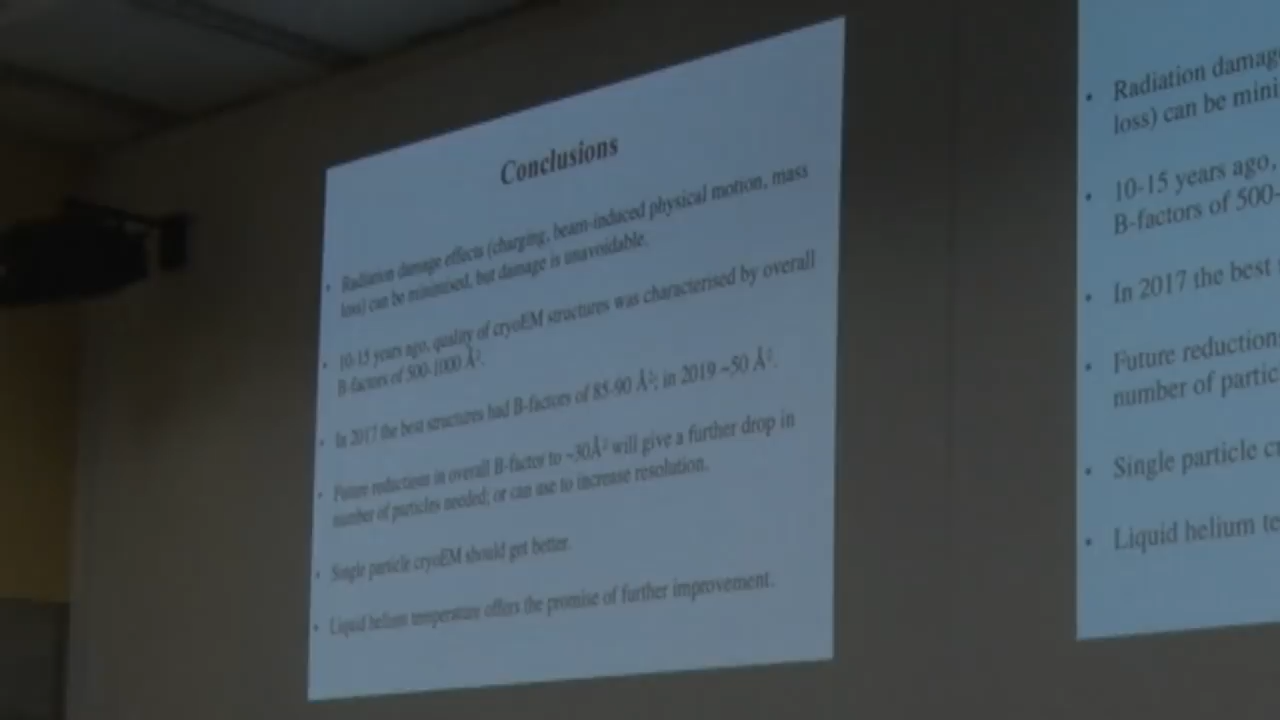 Conclusions
• Radiation damage effects (charging, beam-induced physical motion, mass
loss) can be minimised, but damage is unavoidable.
• 10-15 years ago, quality of cryoEM structures was characterised by overall
B-factors of 500-1000 Å².
• In 2017 the best structures had B-factors of 85-90 Å²; in 2019 ~50 Å².
• Future reductions in overall B-factor to ~30Å² will give a further drop in
number of particles needed; or can use to increase resolution.
• Single particle cryoEM should get better.
• Liquid helium temperature offers the promise of further improvement.
• Radiation damag
loss) can be mini
• 10-15 years ago,
B-factors of 500-
• In 2017 the best
• Future reduction
number of partic
• Single particle c
• Liquid helium te